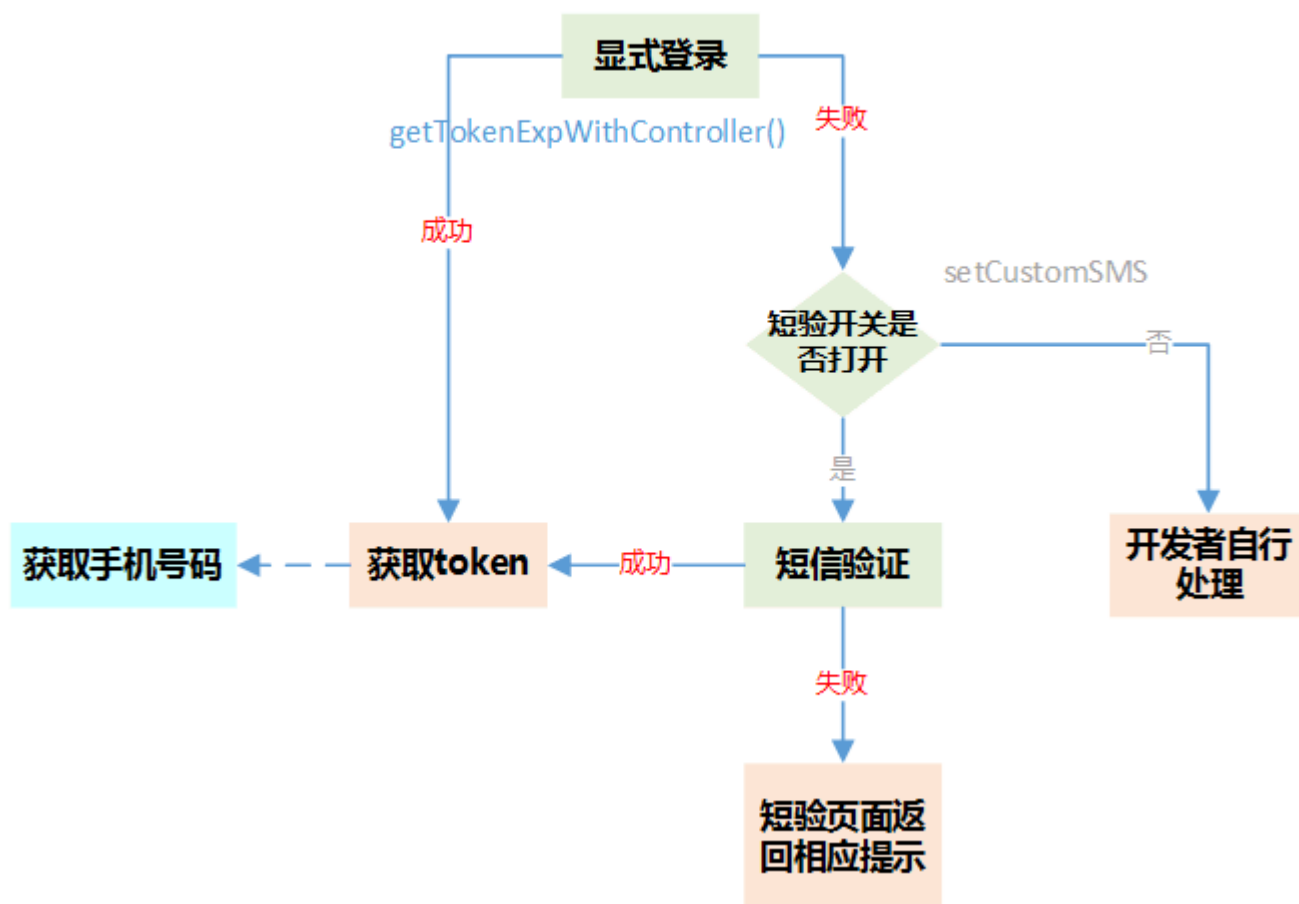 显式登录
getTokenExpWithController()
失败
成功
setCustomSMS
短验开关是
否打开
否
是
获取手机号码
获取token
成功
短信验证
开发者自行
处理
失败
短验页面返
回相应提示